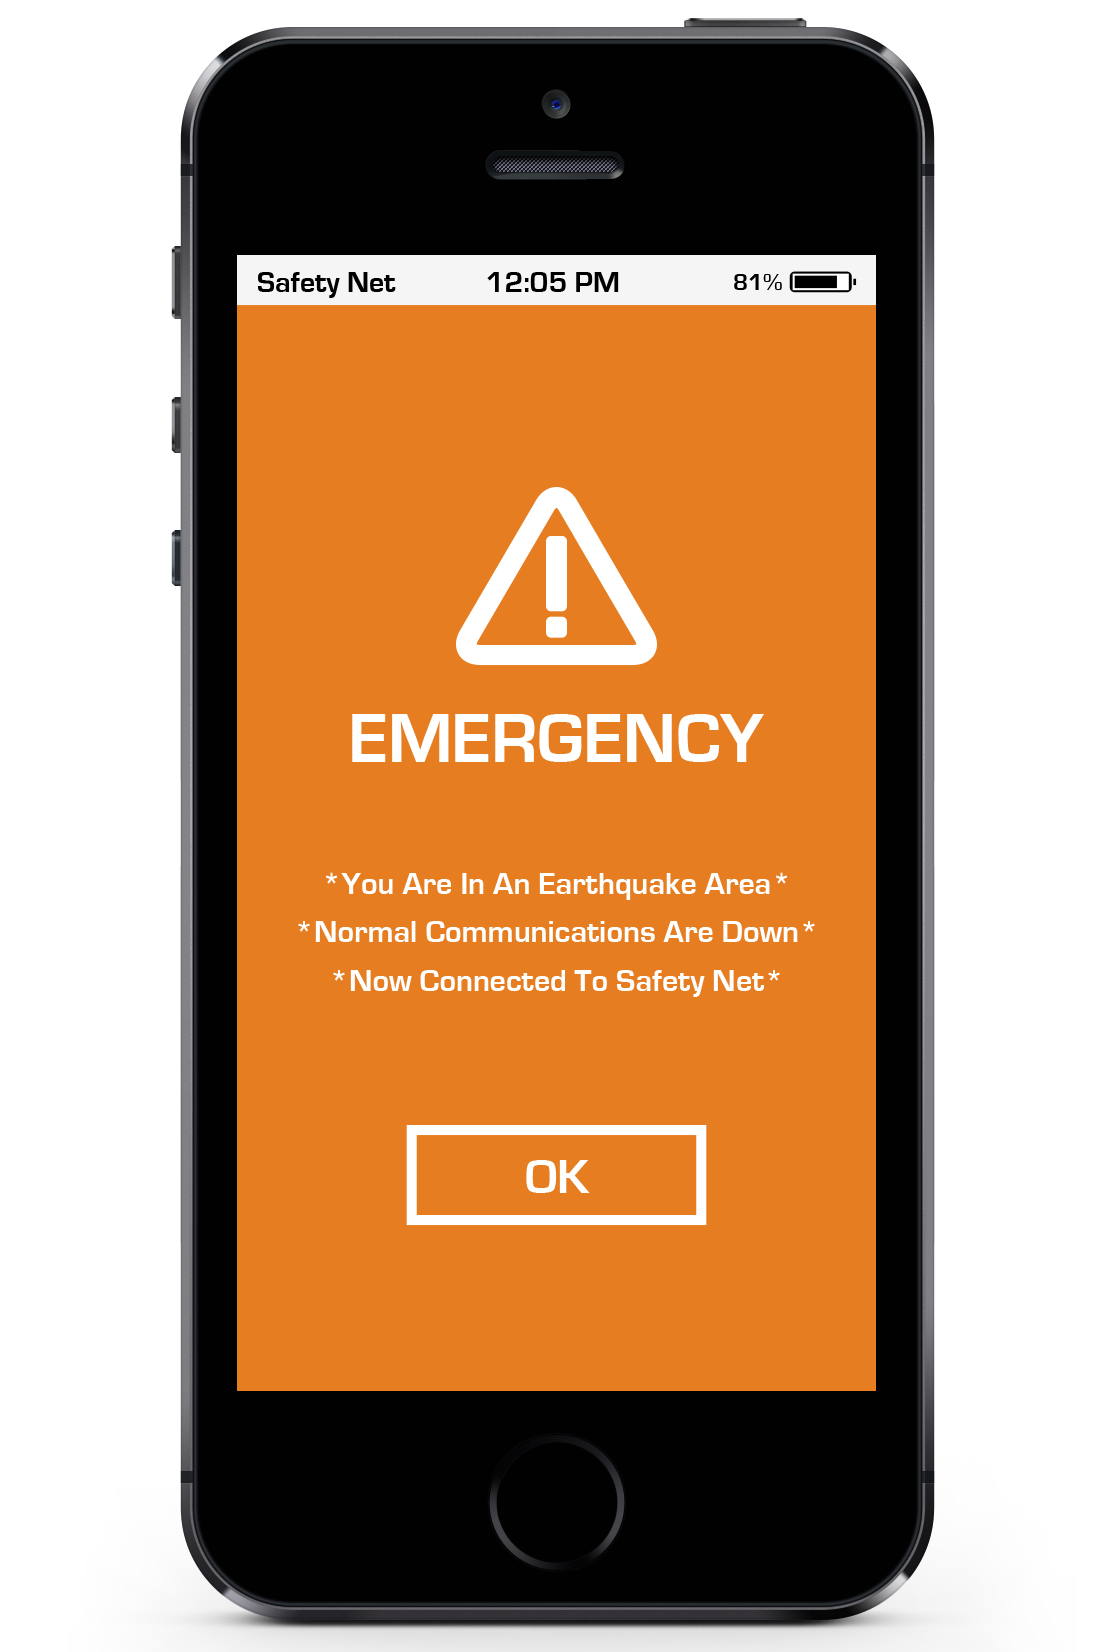 Safety Net 12:05 PM 81%
EMERGENCY
*You Are In An Earthquake Area*
*Normal Communications Are Down*
*Now Connected To Safety Net*
OK